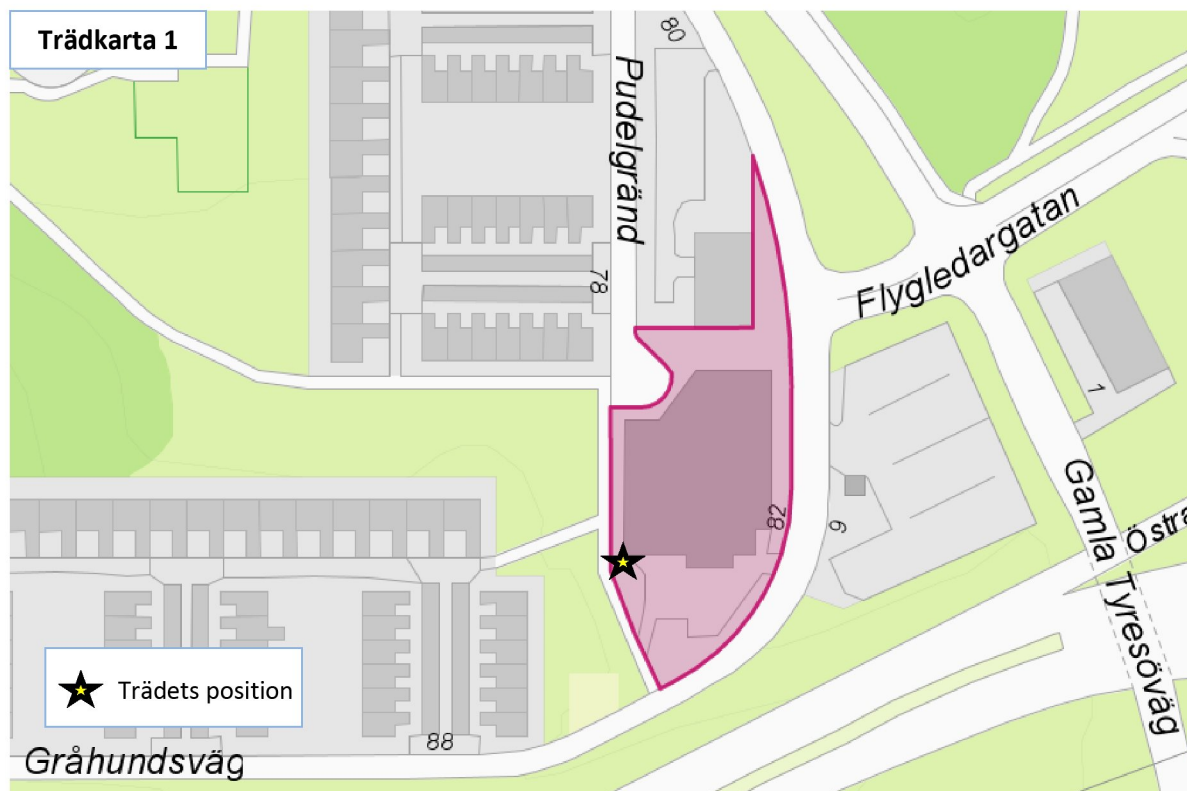 Trädkarta 1
80
Pudelgränd
78
Flygledargatan
1
82
9
Gamla Tyresöväg
Östra
Trädets position
88
Gråhundsväg